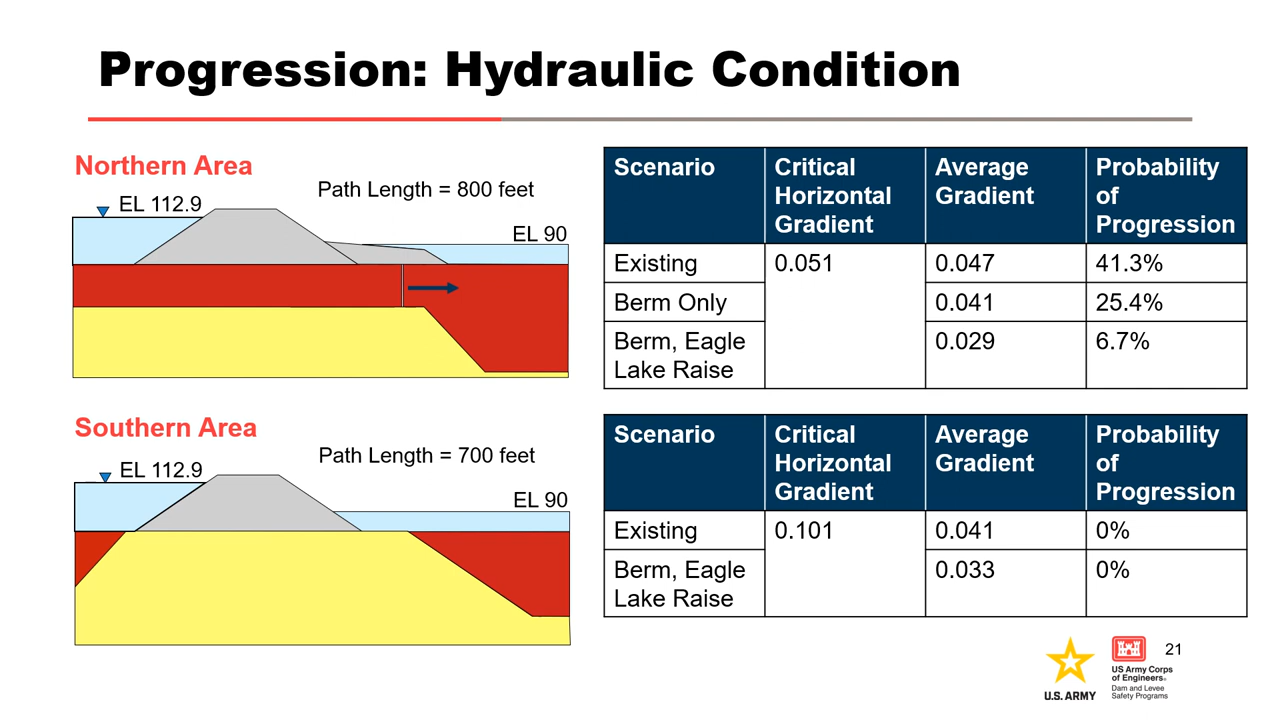 Progression: Hydraulic Condition
Northern Area
Path Length = 800 feet
EL 112.9
EL 90
Scenario
Critical
Horizontal
Gradient
Average
Gradient
Probability
of
Progression
Existing
0.051
0.047
41.3%
Berm Only
0.041
25.4%
Berm, Eagle
Lake Raise
0.029
6.7%
Southern Area
Path Length = 700 feet
EL 112.9
EL 90
Scenario
Critical
Horizontal
Gradient
Average
Gradient
Probability
of
Progression
Existing
0.101
0.041
0%
Berm, Eagle
Lake Raise
0.033
0%
U.S. ARMY
US Army Corps
of Engineers®
Dam and Levee
Safety Programs
21